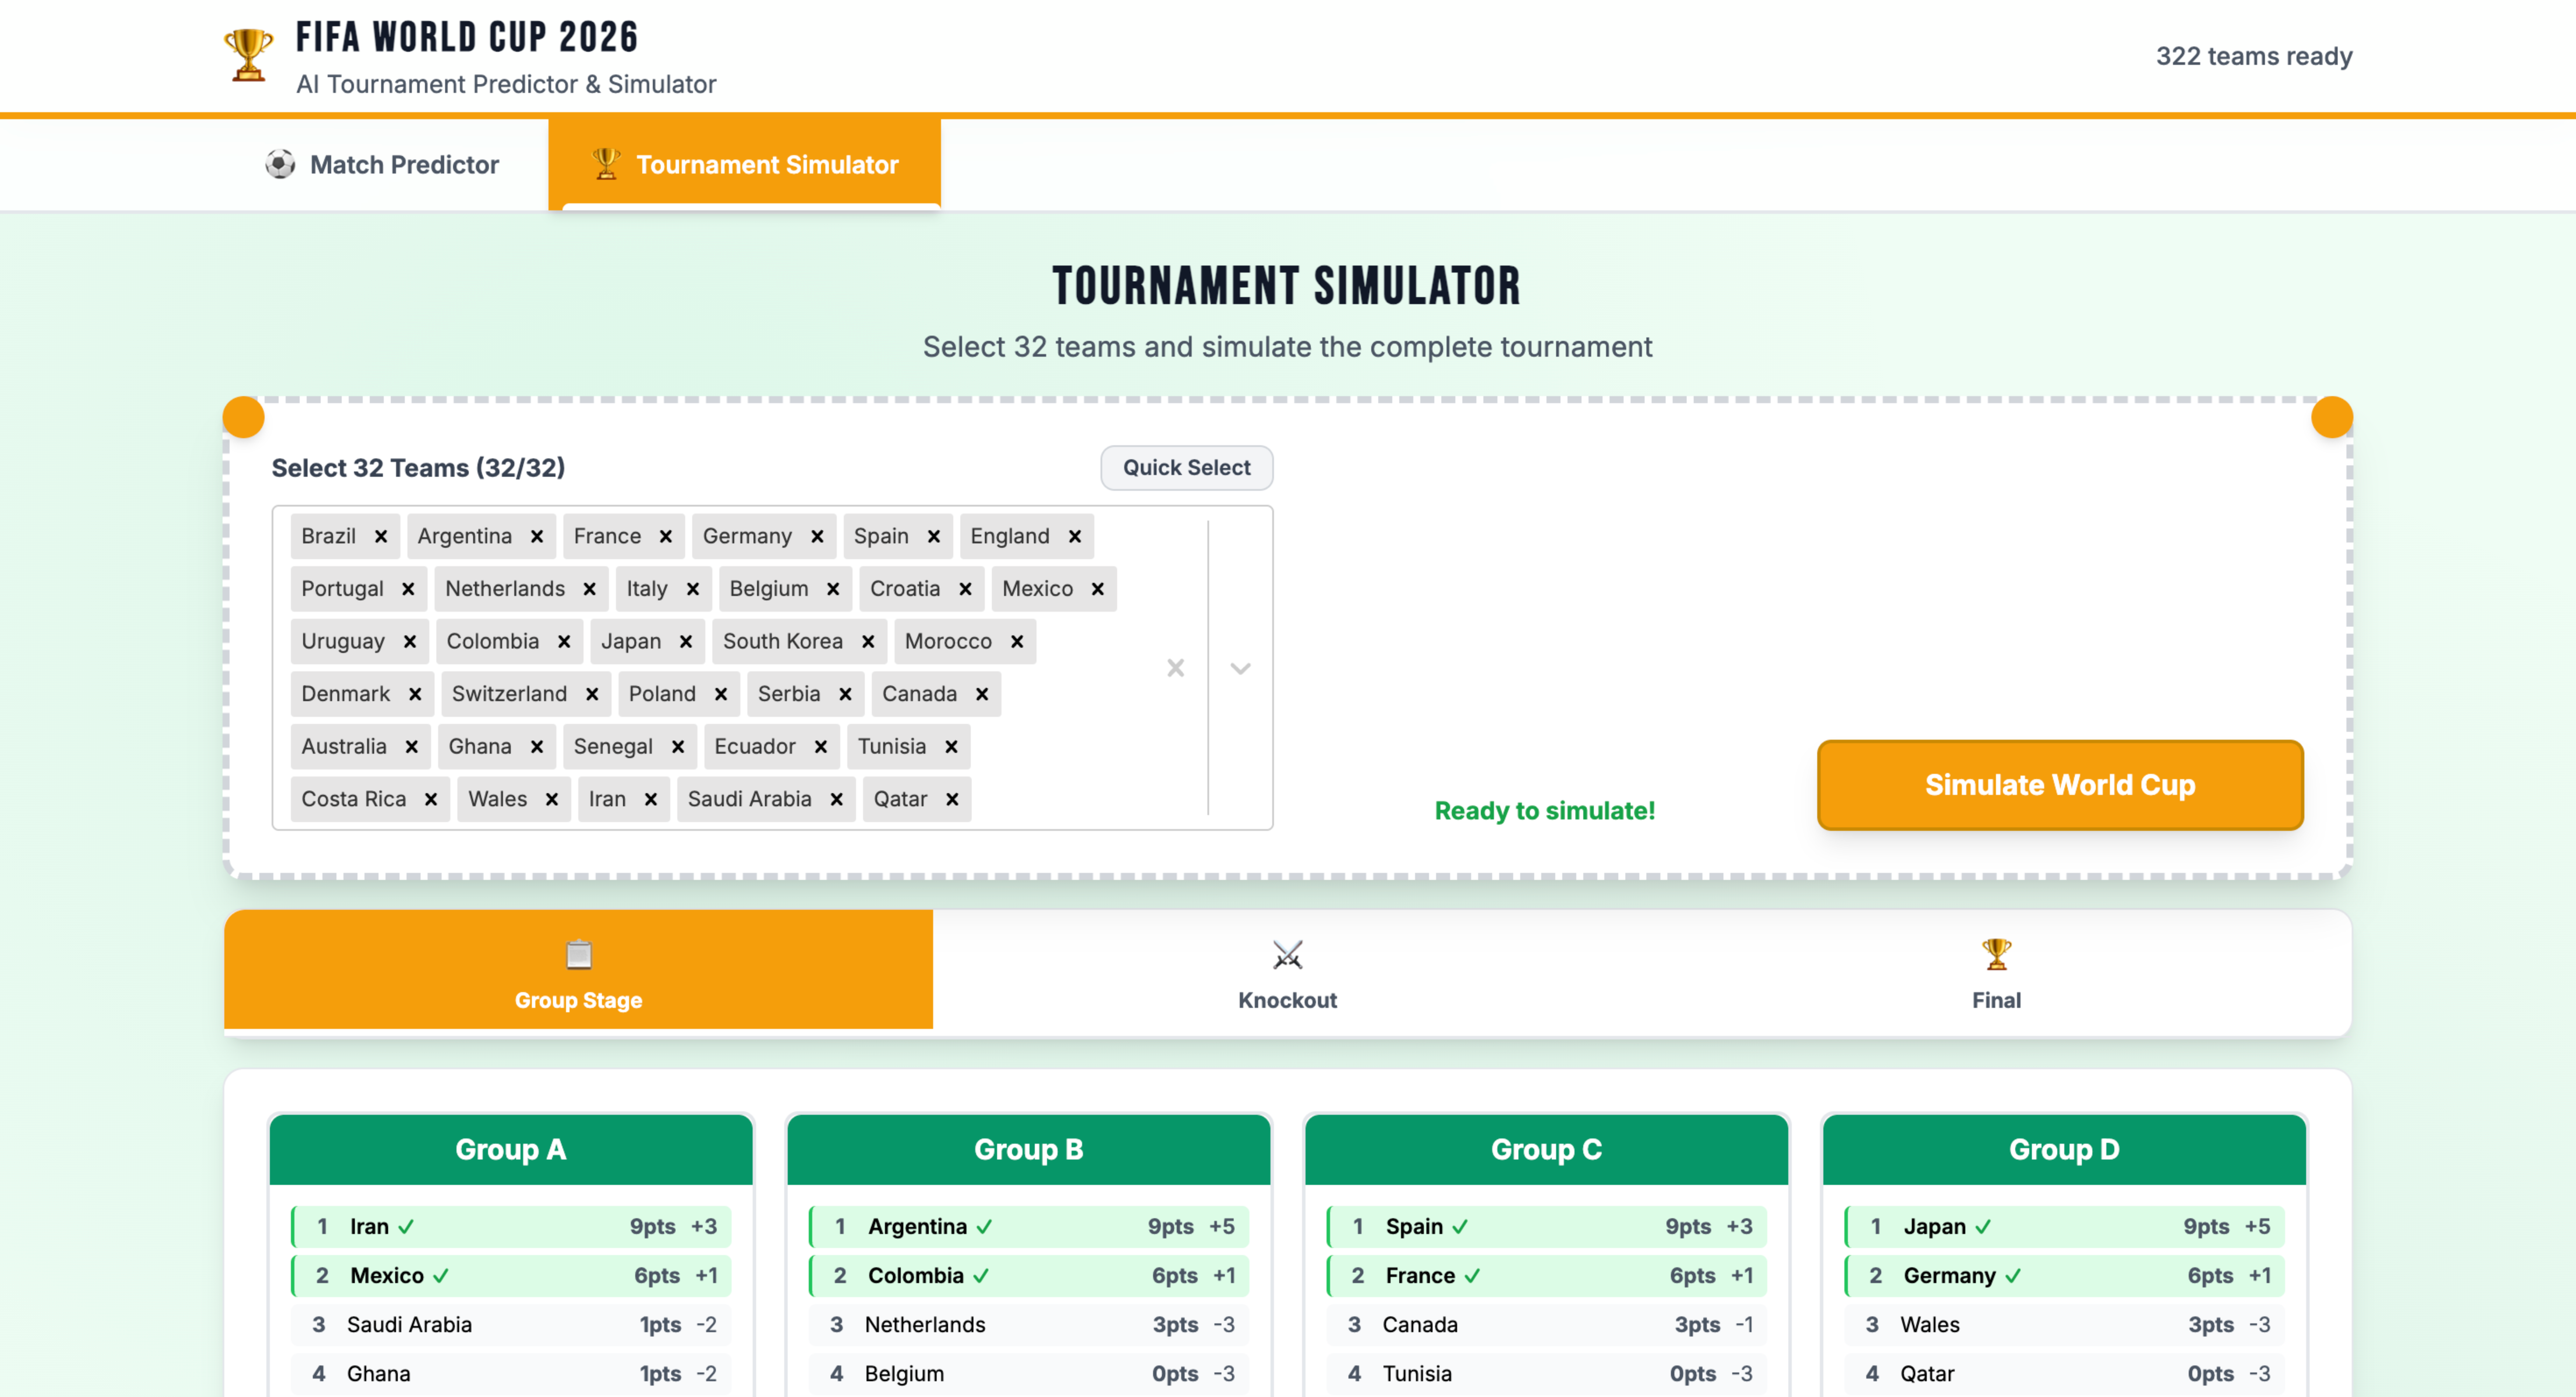 FIFA WORLD CUP 2026
AI Tournament Predictor & Simulator
322 teams ready
Match Predictor
Tournament Simulator
TOURNAMENT SIMULATOR
Select 32 teams and simulate the complete tournament
Select 32 Teams (32/32)
Quick Select
Brazil × Argentina × France × Germany × Spain × England ×
Portugal × Netherlands × Italy × Belgium × Croatia × Mexico ×
Uruguay × Colombia × Japan × South Korea × Morocco ×
Denmark × Switzerland × Poland × Serbia × Canada ×
Australia × Ghana × Senegal × Ecuador × Tunisia ×
Costa Rica × Wales × Iran × Saudi Arabia × Qatar ×
Ready to simulate!
Simulate World Cup
Group Stage
Knockout
Final
Group A
1 Iran ✓ 9pts +3
2 Mexico ✓ 6pts +1
3 Saudi Arabia 1pts -2
4 Ghana 1pts -2
Group B
1 Argentina ✓ 9pts +5
2 Colombia ✓ 6pts +1
3 Netherlands 3pts -3
4 Belgium 0pts -3
Group C
1 Spain ✓ 9pts +3
2 France ✓ 6pts +1
3 Canada 3pts -1
4 Tunisia 0pts -3
Group D
1 Japan ✓ 9pts +5
2 Germany ✓ 6pts +1
3 Wales 3pts -3
4 Qatar 0pts -3